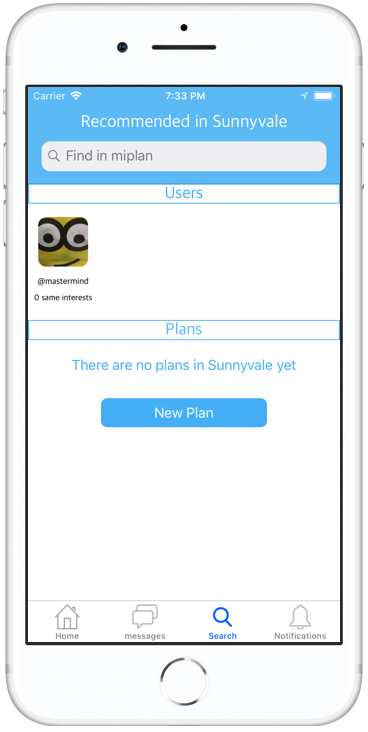 Carrier 7:33 PM
Recommended in Sunnyvale
Find in miplan
Users
@mastermind
0 same interests
Plans
There are no plans in Sunnyvale yet
New Plan
Home messages Search Notifications